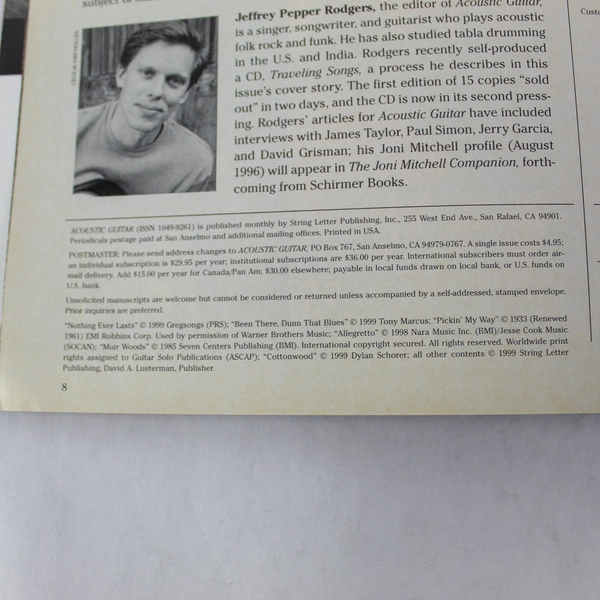 subject of
Jeffrey Pepper Rodgers, the editor of Acoustic Guitar,
is a singer, songwriter, and guitarist who plays acoustic
folk rock and funk. He has also studied tabla drumming
in the U.S. and India. Rodgers recently self-produced
a CD, Traveling Songs, a process he describes in this
issue's cover story. The first edition of 15 copies "sold
out" in two days, and the CD is now in its second press-
ing. Rodgers' articles for Acoustic Guitar have included
interviews with James Taylor, Paul Simon, Jerry Garcia,
and David Grisman; his Joni Mitchell profile (August
1996) will appear in The Joni Mitchell Companion, forth-
coming from Schirmer Books.
ACOUSTIC GUITAR (ISSN 1049-9261) is published monthly by String Letter Publishing, Inc., 255 West End Ave., San Rafael, CA 94901.
Periodicals postage paid at San Anselmo and additional mailing offices. Printed in USA.
POSTMASTER: Please send address changes to ACOUSTIC GUITAR, PO Box 767, San Anselmo, CA 94979-0767. A single issue costs $4.95;
an individual subscription is $29.95 per year; institutional subscriptions are $36.00 per year. International subscribers must order air-
mail delivery. Add $15.00 per year for Canada/Pan Am; $30.00 elsewhere; payable in local funds drawn on local bank, or U.S. funds on
U.S. bank.
Unsolicited manuscripts are welcome but cannot be considered or returned unless accompanied by a self-addressed, stamped envelope.
Prior inquiries are preferred.
"Nothing Ever Lasts" © 1999 Gregsongs (PRS); "Been There, Dunn That Blues" © 1999 Tony Marcus; "Pickin' My Way" © 1933 (Renewed
1961) EMI Robbins Corp. Used by permission of Warner Brothers Music; "Allegretto" © 1998 Nara Music Inc. (BMI)/Jesse Cook Music
(SOCAN); "Muir Woods" © 1985 Seven Centers Publishing (BMI). International copyright secured. All rights reserved. Worldwide print
rights assigned to Guitar Solo Publications (ASCAP); "Cottonwood" © 1999 Dylan Schorer; all other contents © 1999 String Letter
Publishing, David A. Lusterman, Publisher.
8